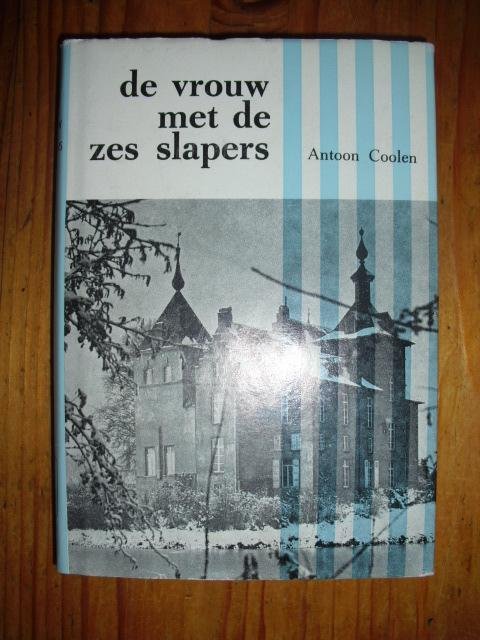 de vrouw
met de
zes slapers
Antoon Coolen